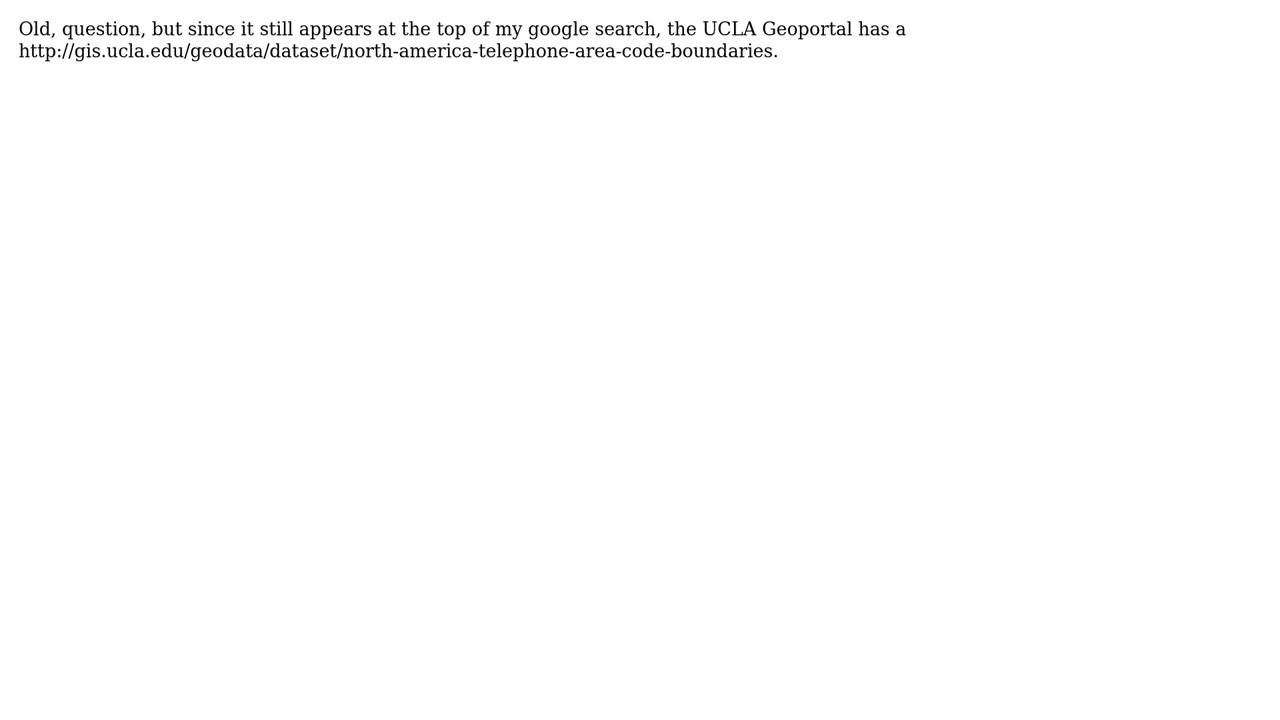 Old, question, but since it still appears at the top of my google search, the UCLA Geoportal has a
http://gis.ucla.edu/geodata/dataset/north-america-telephone-area-code-boundaries.